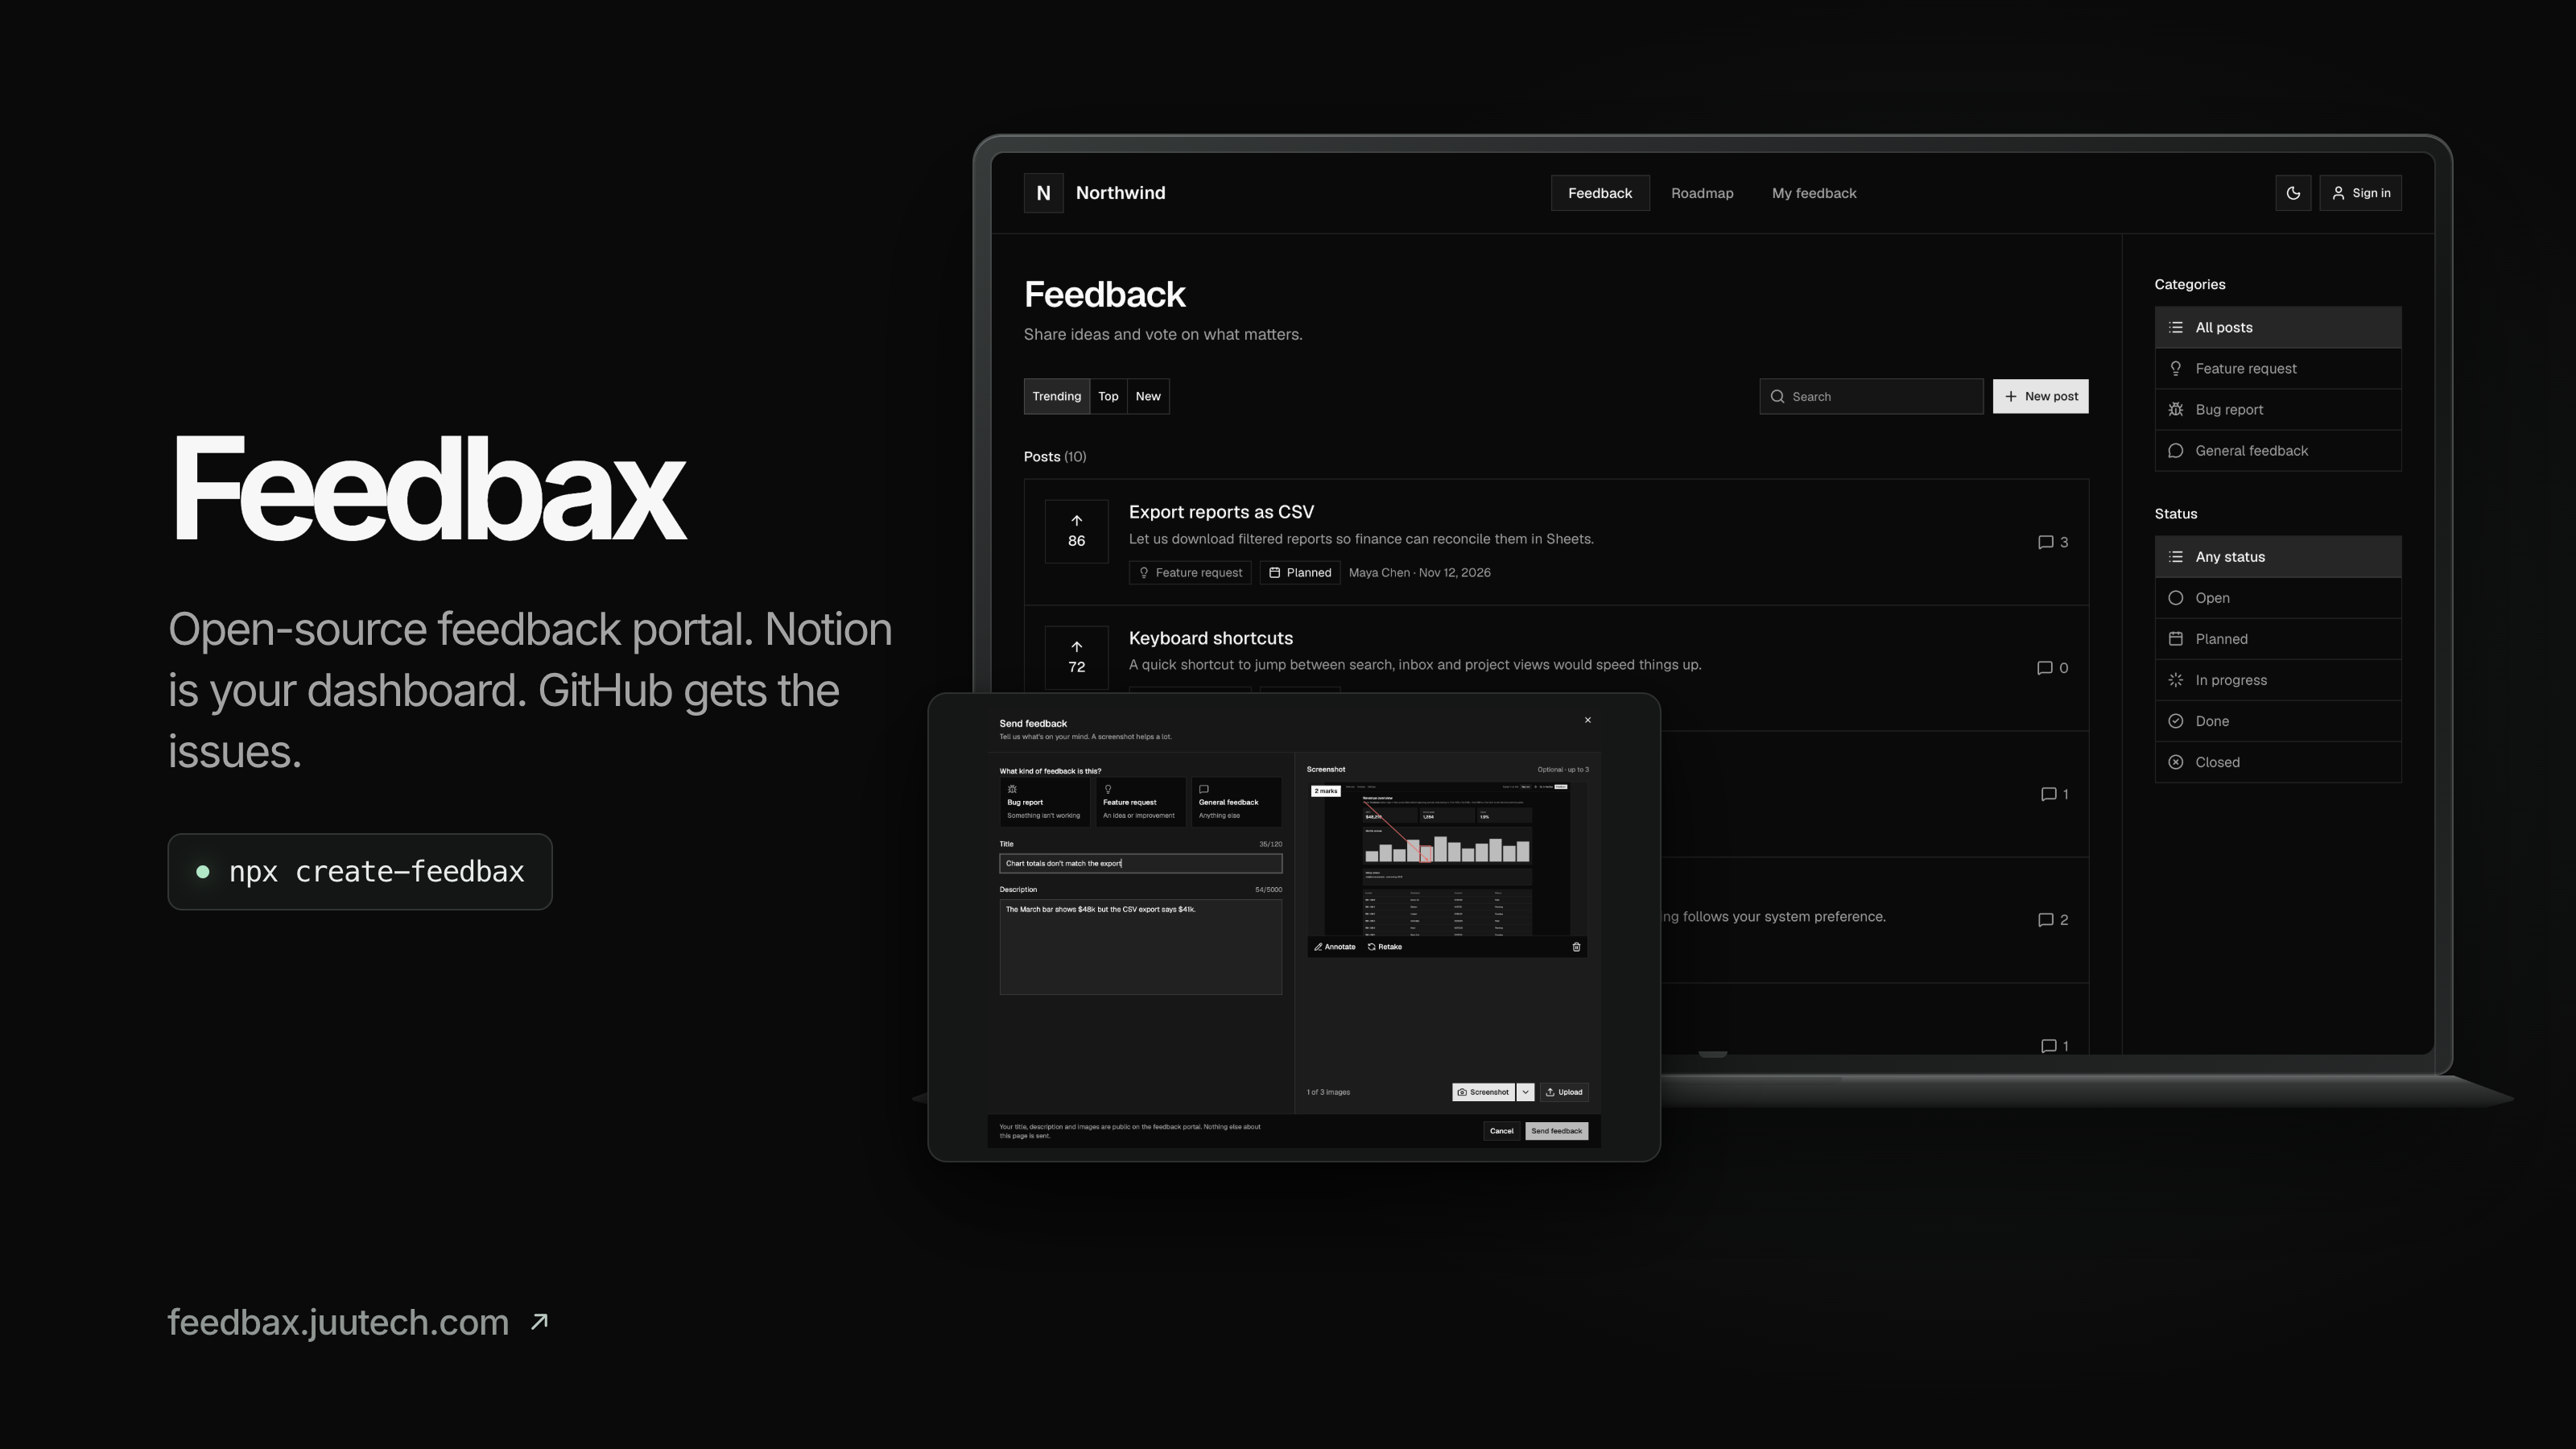 Feedbax
Open-source feedback portal. Notion
is your dashboard. GitHub gets the
issues.
npx create-feedbax
feedbax.juutech.com
N Northwind
Feedback Roadmap My feedback
Sign in
Feedback
Share ideas and vote on what matters.
Trending Top New
Search
New post
Posts (10)
86
Export reports as CSV
Let us download filtered reports so finance can reconcile them in Sheets.
Feature request Planned Maya Chen · Nov 12, 2026
3
72
Keyboard shortcuts
A quick shortcut to jump between search, inbox and project views would speed things up.
0
1
ng follows your system preference.
2
1
Categories
All posts
Feature request
Bug report
General feedback
Status
Any status
Open
Planned
In progress
Done
Closed
Send feedback
Tell us what's on your mind. A screenshot helps a lot.
What kind of feedback is this?
Bug report
Something isn't working
Feature request
An idea or improvement
General feedback
Anything else
Title 35/120
Chart totals don't match the export
Description 54/5000
The March bar shows $48k but the CSV export says $41k.
Screenshot Optional · up to 3
2 marks
Revenue overview
Annotate Retake
1 of 3 images
Screenshot Upload
Your title, description and images are public on the feedback portal. Nothing else about
this page is sent.
Cancel Send feedback